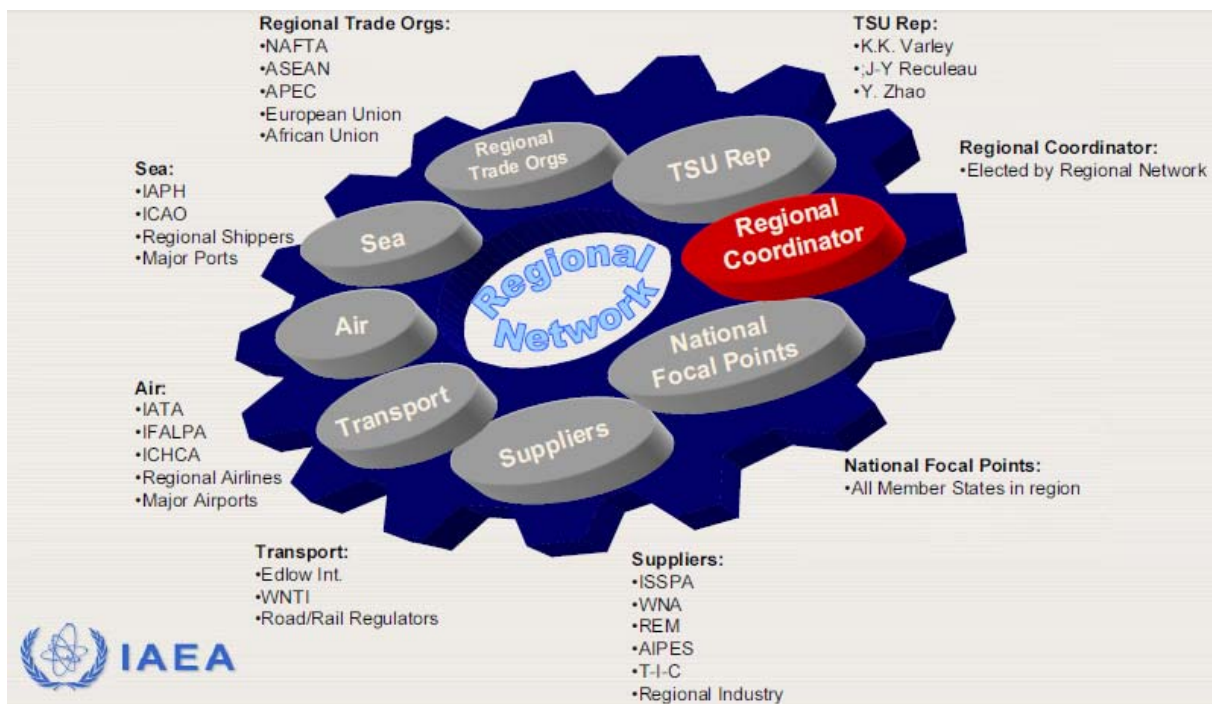 Regional Trade Orgs:
•NAFTA
•ASEAN
•APEC
•European Union
•African Union
TSU Rep:
•K.K. Varley
•;J-Y Reculeau
•Y. Zhao
Regional Coordinator:
•Elected by Regional Network
Sea:
•IAPH
•ICAO
•Regional Shippers
•Major Ports
Regional
Trade Orgs
TSU Rep
Regional
Coordinator
Sea
Regional
Network
Air
National
Focal Points
Transport
Suppliers
Air:
•IATA
•IFALPA
•ICHCA
•Regional Airlines
•Major Airports
National Focal Points:
•All Member States in region
Transport:
•Edlow Int.
•WNTI
•Road/Rail Regulators
Suppliers:
•ISSPA
•WNA
•REM
•AIPES
•T-I-C
•Regional Industry
IAEA